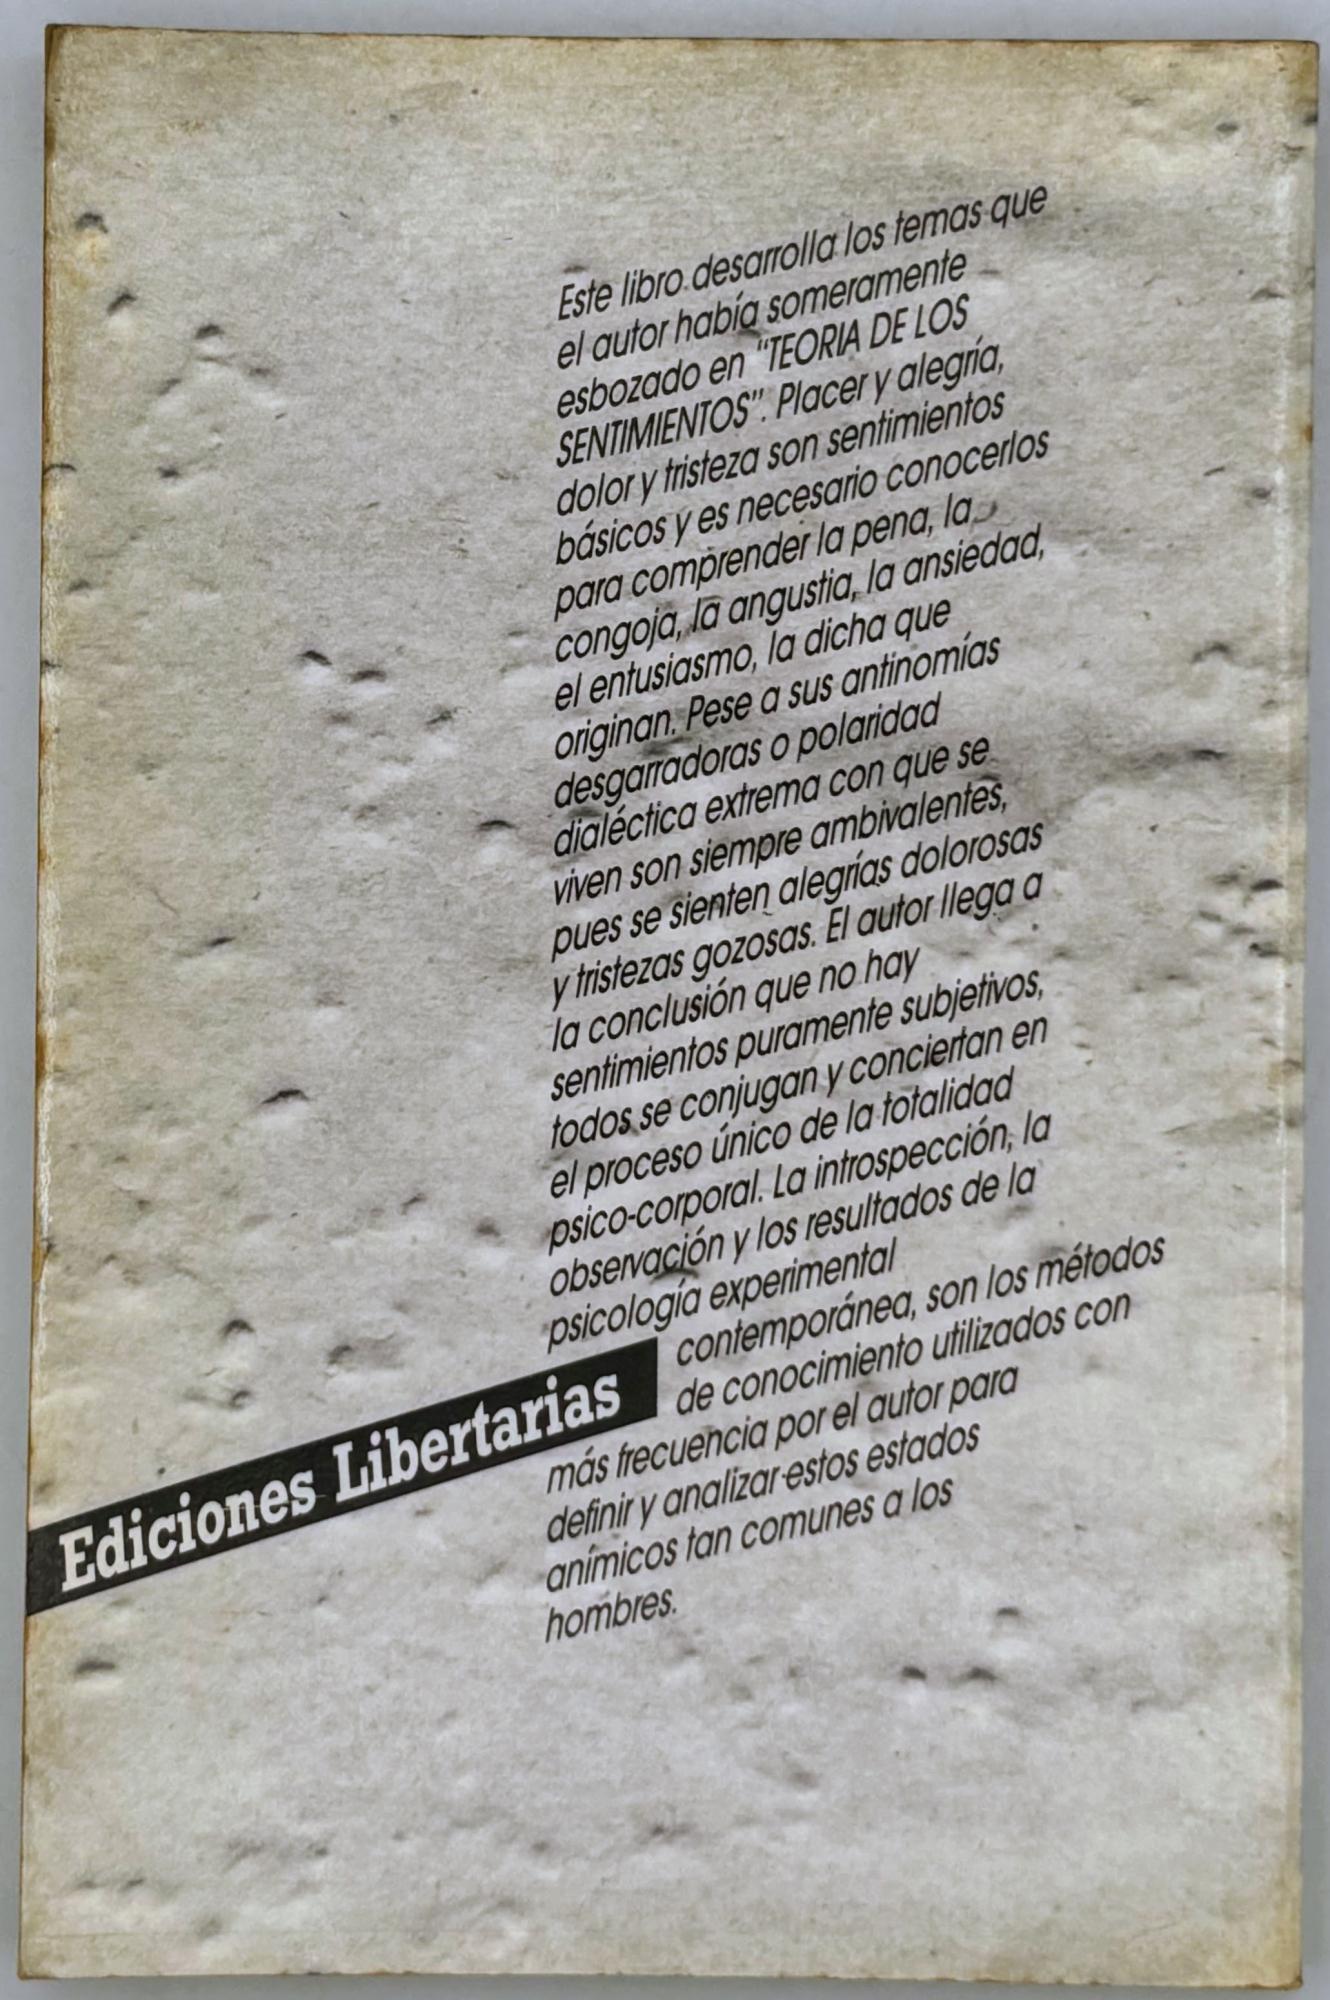 Este libro desarrolla los temas que
el autor había someramente
esbozado en "TEORIA DE LOS
SENTIMIENTOS". Placer y alegría,
dolor y tristeza son sentimientos
básicos y es necesario conocerlos
para comprender la pena, la
congoja, la angustia, la ansiedad,
el entusiasmo, la dicha que
originan. Pese a sus antinomías
desgarradoras o polaridad
dialéctica extrema con que se
viven son siempre ambivalentes,
pues se sienten alegrías dolorosas
y tristezas gozosas. El autor llega a
la conclusión que no hay
sentimientos puramente subjetivos,
todos se conjugan y conciertan en
el proceso único de la totalidad
psico-corporal. La introspección, la
observación y los resultados de la
psicología experimental
contemporánea, son los métodos
de conocimiento utilizados con
más frecuencia por el autor para
definir y analizar estos estados
anímicos tan comunes a los
hombres.
Ediciones Libertarias